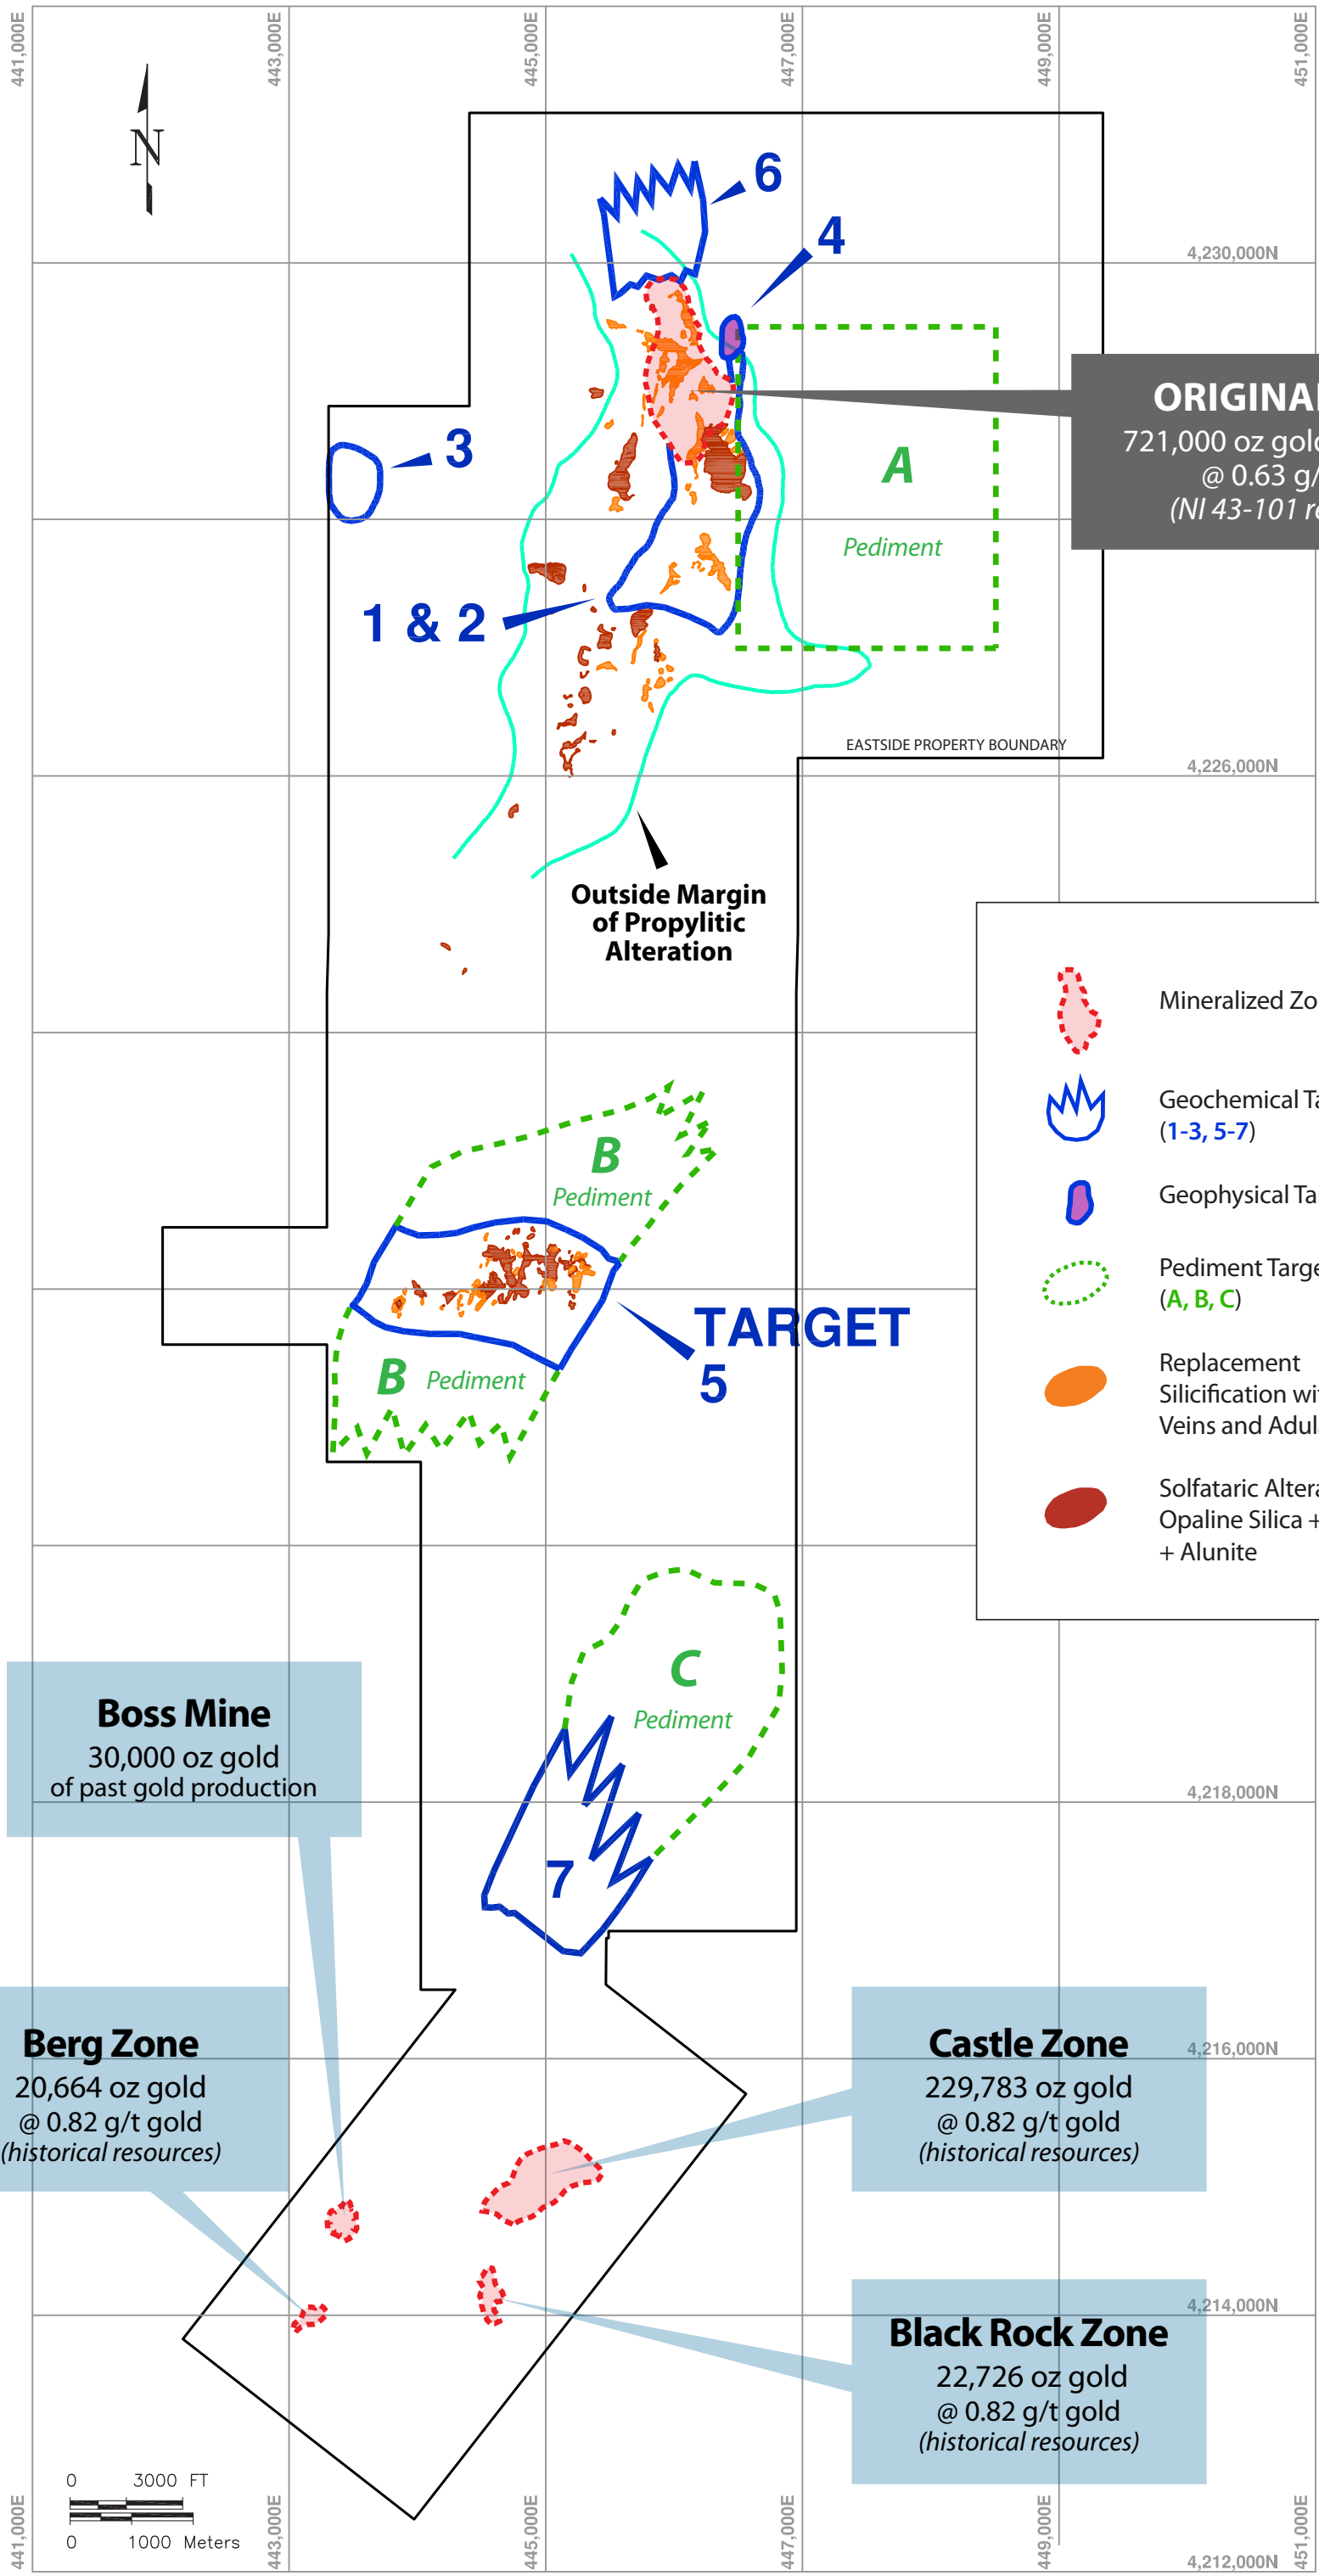 441,000E
443,000E
445,000E
447,000E
449,000E
451,000E
N
6
4
4,230,000N
ORIGINA
721,000 oz gol
@ 0.63 g/
(NI 43-101 r
3
A
Pediment
1 & 2
EASTSIDE PROPERTY BOUNDARY
4,226,000N
Outside Margin
of Propylitic
Alteration
Mineralized Zo
Geochemical Ta
(1-3, 5-7)
Geophysical Ta
Pediment Targe
(A, B, C)
Replacement
Silicification wi
Veins and Adul
Solfataric Altera
Opaline Silica +
+ Alunite
B
Pediment
TARGET
5
B Pediment
C
Pediment
Boss Mine
30,000 oz gold
of past gold production
4,218,000N
7
Berg Zone
20,664 oz gold
@ 0.82 g/t gold
(historical resources)
Castle Zone
229,783 oz gold
@ 0.82 g/t gold
(historical resources)
4,216,000N
4,214,000N
Black Rock Zone
22,726 oz gold
@ 0.82 g/t gold
(historical resources)
0 3000 FT
0 1000 Meters
441,000E
443,000E
445,000E
447,000E
449,000E
451,000E
4,212,000N